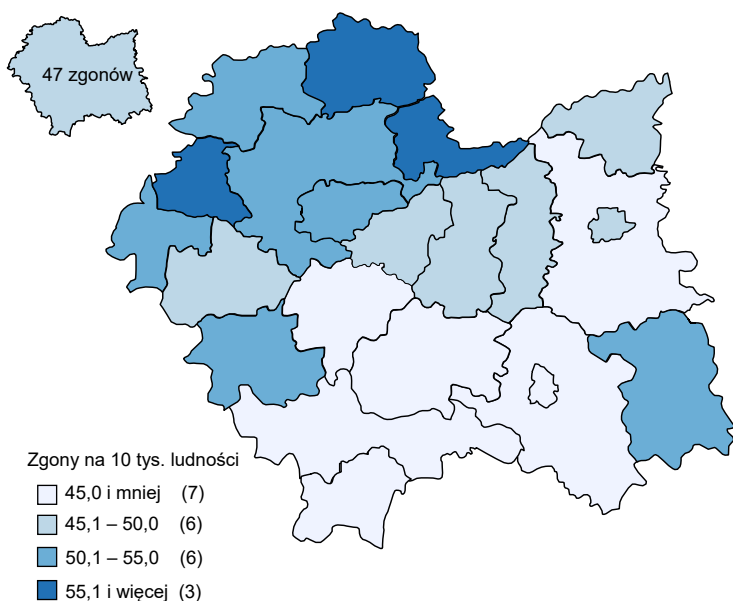 47 zgonów
Zgony na 10 tys. ludności
45,0 i mniej (7)
45,1 – 50,0 (6)
50,1 – 55,0 (6)
55,1 i więcej (3)